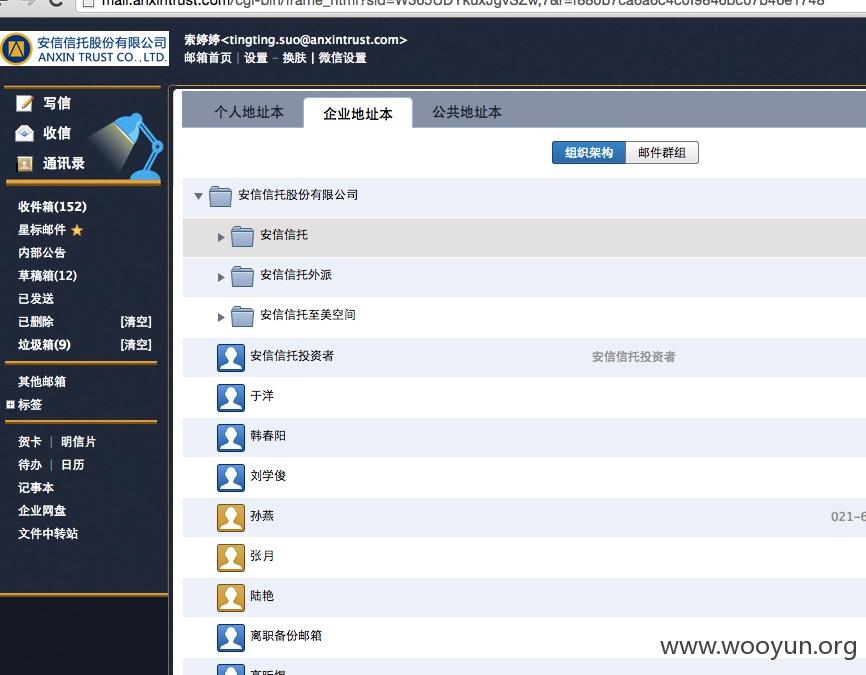 mail.anxintrust.com/cgi-bin/frame_html?sid=
安信信托股份有限公司
ANXIN TRUST CO.,LTD.
索婷婷<tingting.suo@anxintrust.com>
邮箱首页 | 设置 - 换肤 | 微信设置
写信
收信
通讯录
收件箱(152)
星标邮件
内部公告
草稿箱(12)
已发送
已删除 [清空]
垃圾箱(9) [清空]
其他邮箱
标签
贺卡 | 明信片
待办 | 日历
记事本
企业网盘
文件中转站
个人地址本 企业地址本 公共地址本
组织架构 邮件群组
安信信托股份有限公司
安信信托
安信信托外派
安信信托至美空间
安信信托投资者 安信信托投资者
于洋
韩春阳
刘学俊
孙燕 021-6
张月
陆艳
离职备份邮箱
www.wooyun.org